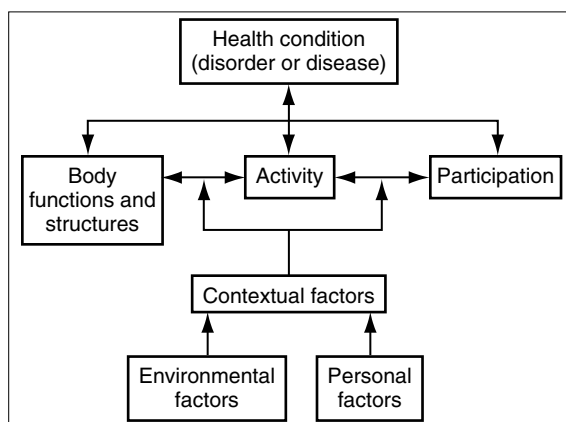 Health condition
(disorder or disease)
Body
functions and
structures
Activity
Participation
Contextual factors
Environmental
factors
Personal
factors